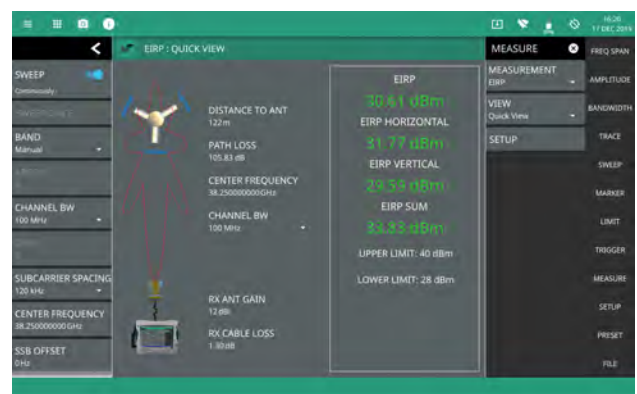 16:26
17 DEC 2019
EIRP : QUICK VIEW
MEASURE
FREQ SPAN
SWEEP
Continuously
BAND
Manual
CHANNEL BW
100 MHz
SUBCARRIER SPACING
120 kHz
CENTER FREQUENCY
38.250000000 GHz
SSB OFFSET
0 Hz
DISTANCE TO ANT
122 m
PATH LOSS
105.83 dB
CENTER FREQUENCY
38.250000000 GHz
CHANNEL BW
100 MHz
RX ANT GAIN
12 dBi
RX CABLE LOSS
1.30 dB
EIRP
30.61 dBm
EIRP HORIZONTAL
31.77 dBm
EIRP VERTICAL
29.59 dBm
EIRP SUM
33.83 dBm
UPPER LIMIT: 40 dBm
LOWER LIMIT: 28 dBm
MEASUREMENT
EIRP
VIEW
Quick View
SETUP
AMPLITUDE
BANDWIDTH
TRACE
SWEEP
MARKER
LIMIT
TRIGGER
MEASURE
SETUP
PRESET
FILE